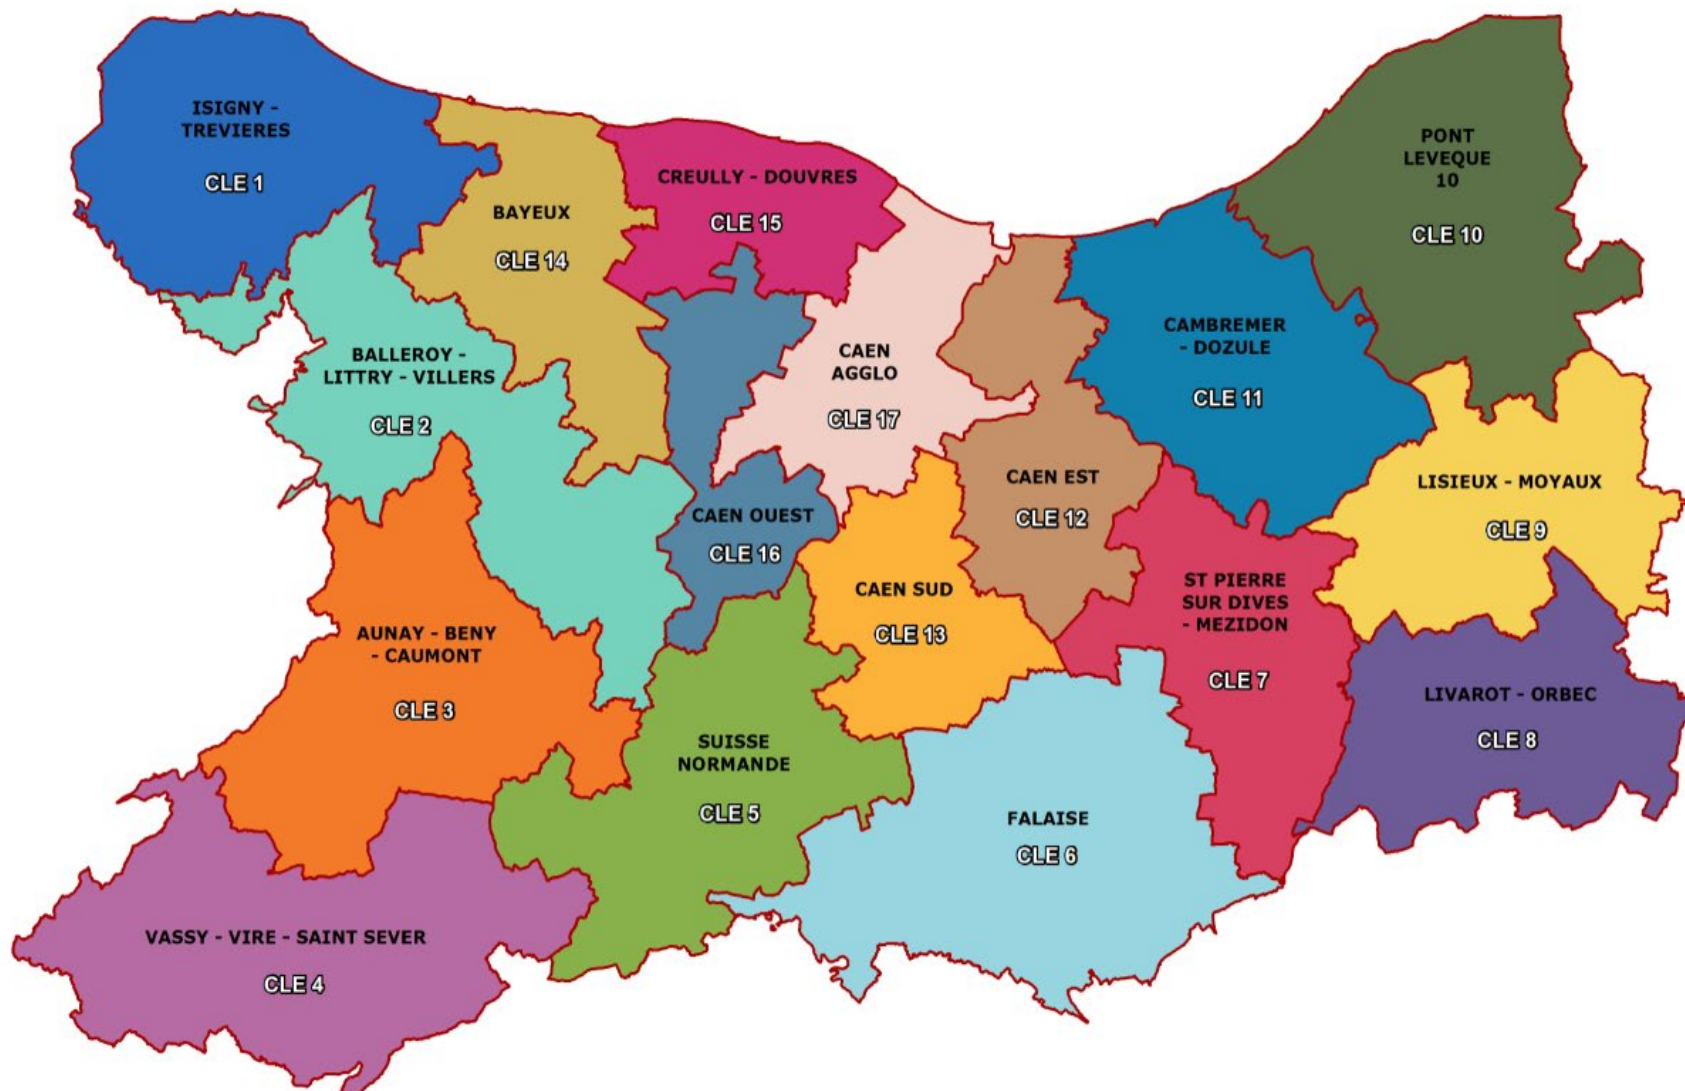 ISIGNY -
TREVIERES
CLE 1
BAYEUX
CLE 14
CREULLY - DOUVRES
CLE 15
PONT
LEVEQUE
10
CLE 10
BALLEROY -
LITTRY - VILLERS
CLE 2
CAEN
AGGLO
CLE 17
CAMBREMER
- DOZULE
CLE 11
CAEN OUEST
CLE 16
CAEN EST
CLE 12
LISIEUX - MOYAUX
CLE 9
AUNAY - BENY
- CAUMONT
CLE 3
CAEN SUD
CLE 13
ST PIERRE
SUR DIVES
- MEZIDON
CLE 7
LIVAROT - ORBEC
CLE 8
SUISSE
NORMANDE
CLE 5
FALAISE
CLE 6
VASSY - VIRE - SAINT SEVER
CLE 4